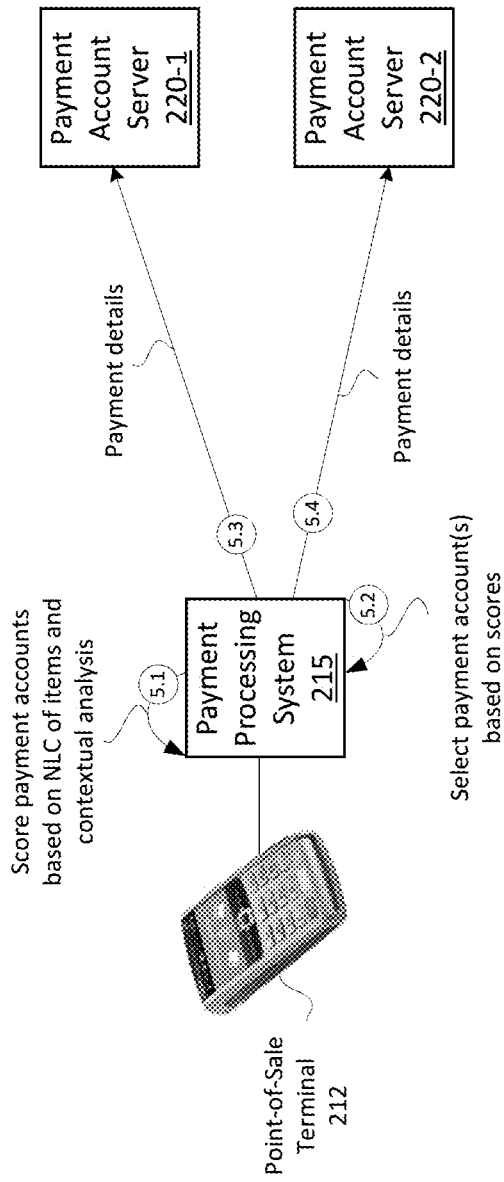 Score payment accounts
based on NLC of items and
contextual analysis
5.1
Point-of-Sale
Terminal
212
Payment
Processing
System
215
5.2
Select payment account(s)
based on scores
5.3
Payment details
5.4
Payment details
Payment
Account
Server
220-1
Payment
Account
Server
220-2